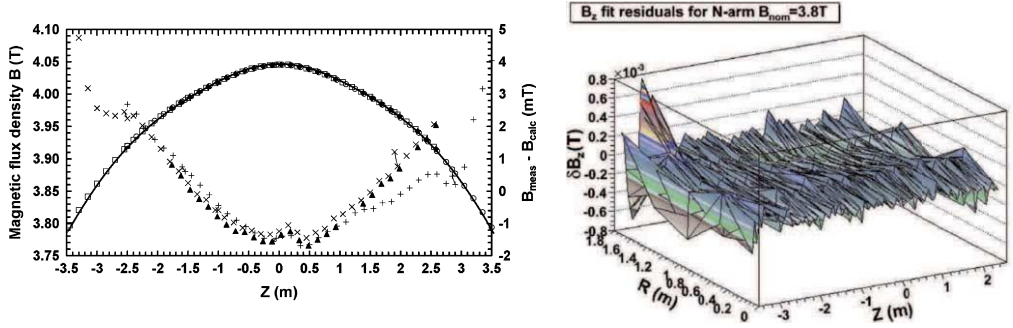 4.10
4.05
4.00
3.95
3.90
3.85
3.80
3.75
Magnetic flux density B (T)
-3.5 -3 -2.5 -2 -1.5 -1 -0.5 0 0.5 1 1.5 2 2.5 3 3.5
Z (m)
5
4
3
2
1
0
-1
-2
B_meas - B_calc (mT)
B_z fit residuals for N-arm B_nom=3.8T
×10⁻³
0.8
0.6
0.4
0.2
0
-0.2
-0.4
-0.6
-0.8
δB_z(T)
1.8 1.6 1.4 1.2 1 0.8 0.6 0.4 0.2 0
R (m)
-3 -2 -1 0 1 2
Z (m)